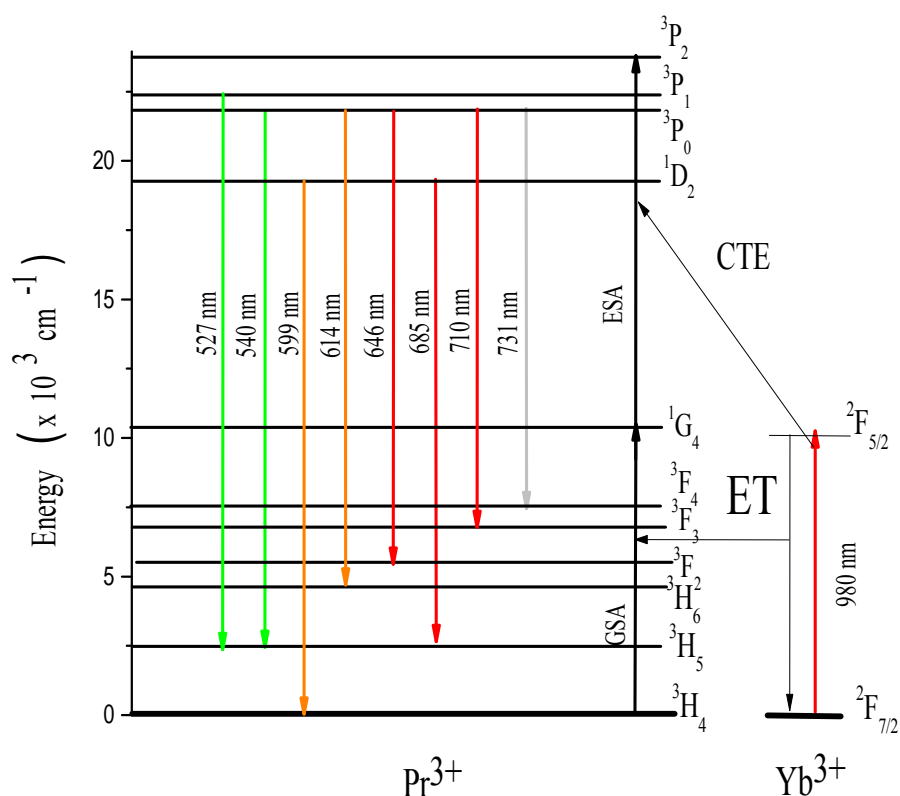 ³P₂
³P₁
³P₀
¹D₂
20
15
10
5
0
Energy ( x 10³ cm⁻¹)
527 nm
540 nm
599 nm
614 nm
646 nm
685 nm
710 nm
731 nm
ESA
CTE
¹G₄
²F₅/₂
³F₄
³F₃
ET
³F₂
³H₆
GSA
³H₅
980 nm
³H₄
²F₇/₂
Pr³⁺
Yb³⁺